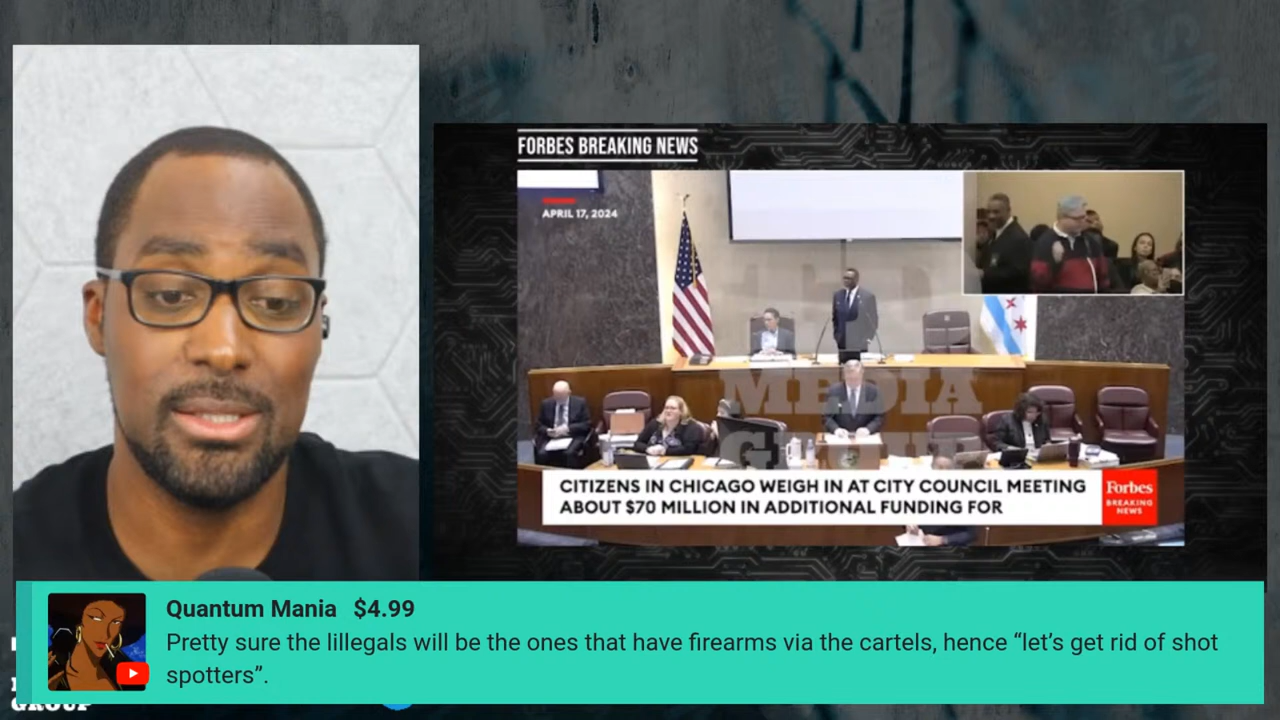 FORBES BREAKING NEWS
APRIL 17, 2024
MEDIA
GROUP
CITIZENS IN CHICAGO WEIGH IN AT CITY COUNCIL MEETING
ABOUT $70 MILLION IN ADDITIONAL FUNDING FOR
Forbes
BREAKING
NEWS
Quantum Mania $4.99
Pretty sure the lillegals will be the ones that have firearms via the cartels, hence “let’s get rid of shot
spotters”.
GROUP